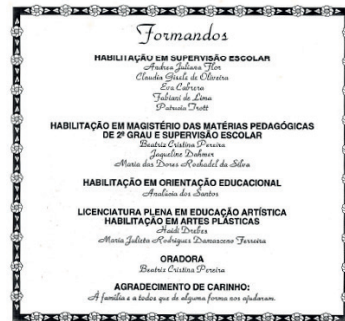 Formandos
HABILITAÇÃO EM SUPERVISÃO ESCOLAR
Andrea Juliana Flor
Claudia Gisele de Oliveira
Eva Cabrera
Fabiani de Lima
Patrucia Trott
HABILITAÇÃO EM MAGISTÉRIO DAS MATÉRIAS PEDAGÓGICAS
DE 2º GRAU E SUPERVISÃO ESCOLAR
Beatriz Cristina Pereira
Jaqueline Dahmer
Maria das Dores Rochadel da Silva
HABILITAÇÃO EM ORIENTAÇÃO EDUCACIONAL
Analúcia dos Santos
LICENCIATURA PLENA EM EDUCAÇÃO ARTÍSTICA
HABILITAÇÃO EM ARTES PLÁSTICAS
Haidi Drebes
Maria Julieta Rodrigues Damasceno Ferreira
ORADORA
Beatriz Cristina Pereira
AGRADECIMENTO DE CARINHO:
Á família e a todos que de alguma forma nos ajudaram.